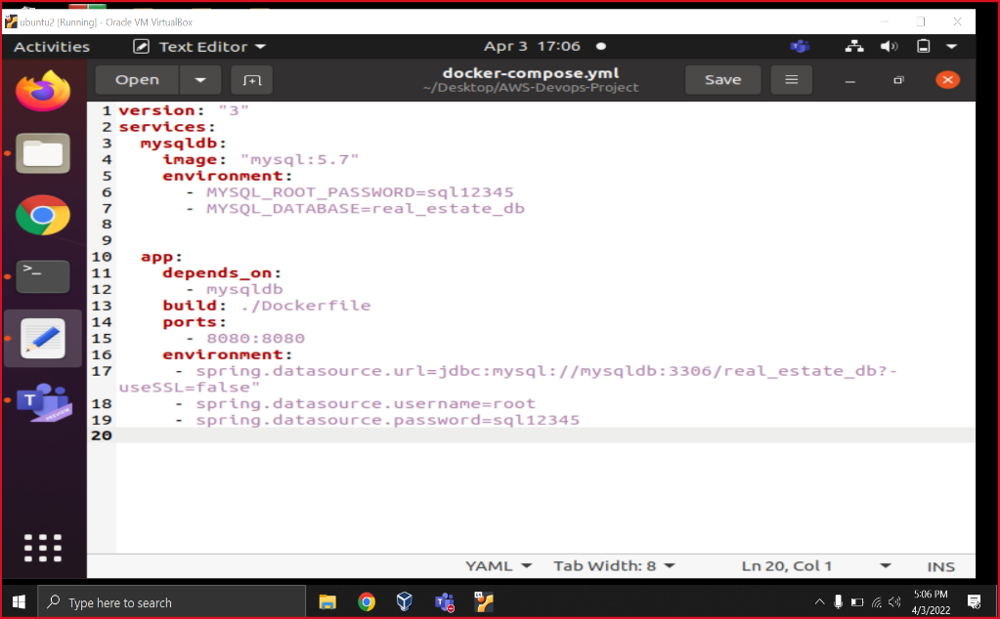 ubuntu2 [Running] - Oracle VM VirtualBox
Activities Text Editor Apr 3 17:06
Open docker-compose.yml Save
~/Desktop/AWS-Devops-Project
1 version: "3"
2 services:
3 mysqldb:
4 image: "mysql:5.7"
5 environment:
6 - MYSQL_ROOT_PASSWORD=sql12345
7 - MYSQL_DATABASE=real_estate_db
8
9
10 app:
11 depends_on:
12 - mysqldb
13 build: ./Dockerfile
14 ports:
15 - 8080:8080
16 environment:
17 - spring.datasource.url=jdbc:mysql://mysqldb:3306/real_estate_db?-
useSSL=false"
18 - spring.datasource.username=root
19 - spring.datasource.password=sql12345
20
YAML Tab Width: 8 Ln 20, Col 1 INS
Type here to search
5:06 PM
4/3/2022